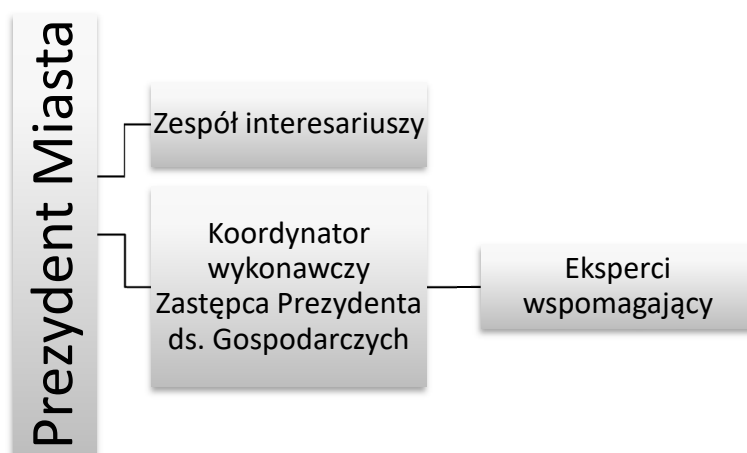 Prezydent Miasta
Zespół interesariuszy
Koordynator
wykonawczy
Zastępca Prezydenta
ds. Gospodarczych
Eksperci
wspomagający